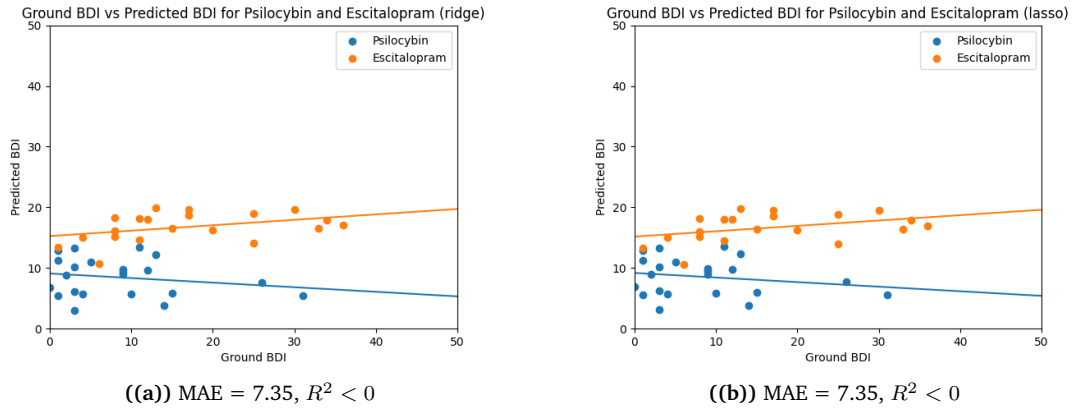 Ground BDI vs Predicted BDI for Psilocybin and Escitalopram (ridge)
50
40
30
20
10
0
Predicted BDI
Psilocybin
Escitalopram
0 10 20 30 40 50
Ground BDI
((a)) MAE = 7.35, R² < 0
Ground BDI vs Predicted BDI for Psilocybin and Escitalopram (lasso)
50
40
30
20
10
0
Predicted BDI
Psilocybin
Escitalopram
0 10 20 30 40 50
Ground BDI
((b)) MAE = 7.35, R² < 0